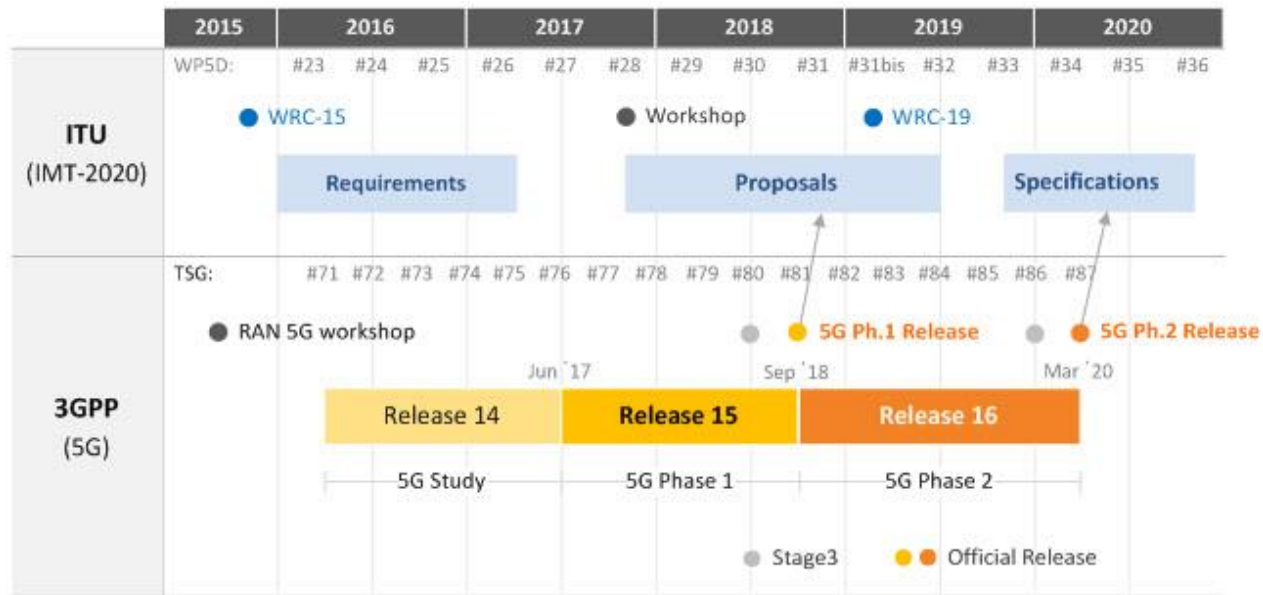 2015 2016 2017 2018 2019 2020
WP5D: #23 #24 #25 #26 #27 #28 #29 #30 #31 #31bis #32 #33 #34 #35 #36
WRC-15 Workshop WRC-19
ITU
(IMT-2020)
Requirements Proposals Specifications
TSG: #71 #72 #73 #74 #75 #76 #77 #78 #79 #80 #81 #82 #83 #84 #85 #86 #87
RAN 5G workshop 5G Ph.1 Release 5G Ph.2 Release
Jun ´17 Sep ´18 Mar ´20
3GPP
(5G)
Release 14 Release 15 Release 16
5G Study 5G Phase 1 5G Phase 2
Stage3 Official Release